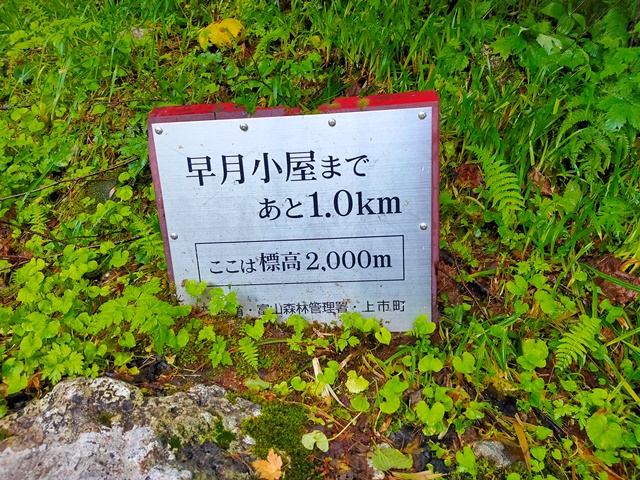 早月小屋まで
あと1.0km
ここは標高2,000m
・富山森林管理署・上市町